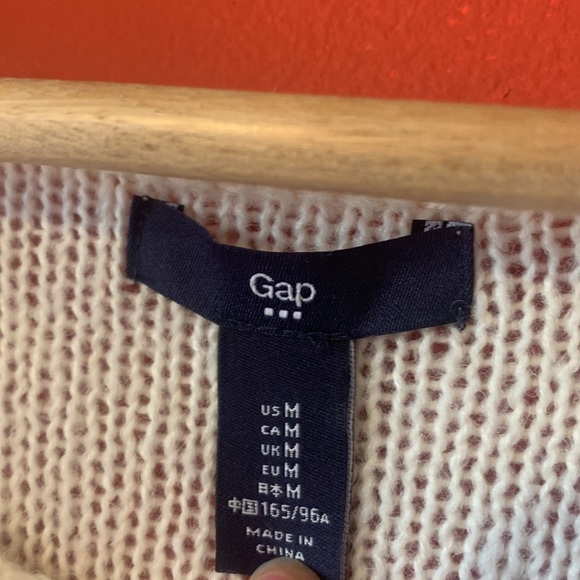 Gap
US M
CA M
UK M
EU M
日本 M
中国 165/96A
MADE IN
CHINA